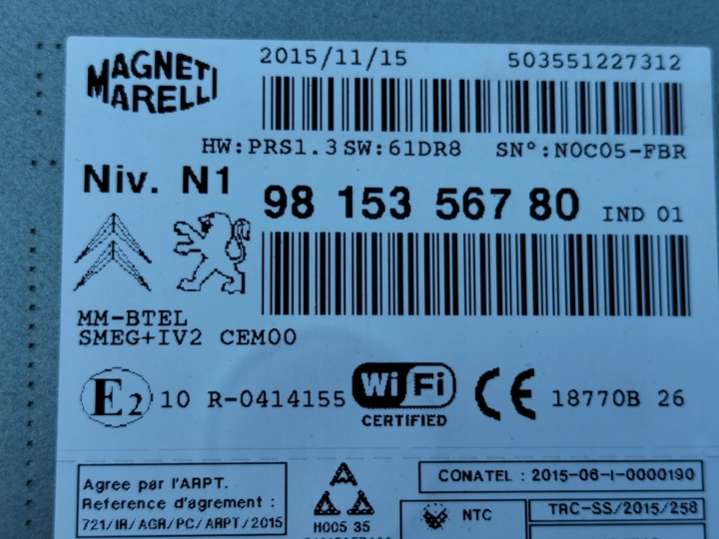 MAGNETI MARELLI
2015/11/15 503551227312
HW:PRS1.3 SW:61DR8 SN°:N0C05-FBR
Niv. N1
98 153 567 80 IND 01
MM-BTEL
SMEG+IV2 CEM00
E2 10 R-0414155 Wi Fi CE 18770B 26
CERTIFIED
Agree par l'ARPT.
Reference d'agrement :
721/IR/AGR/PC/ARPT/2015
H005 35
CONATEL : 2015-06-I-0000190
NTC
TRC-SS/2015/258